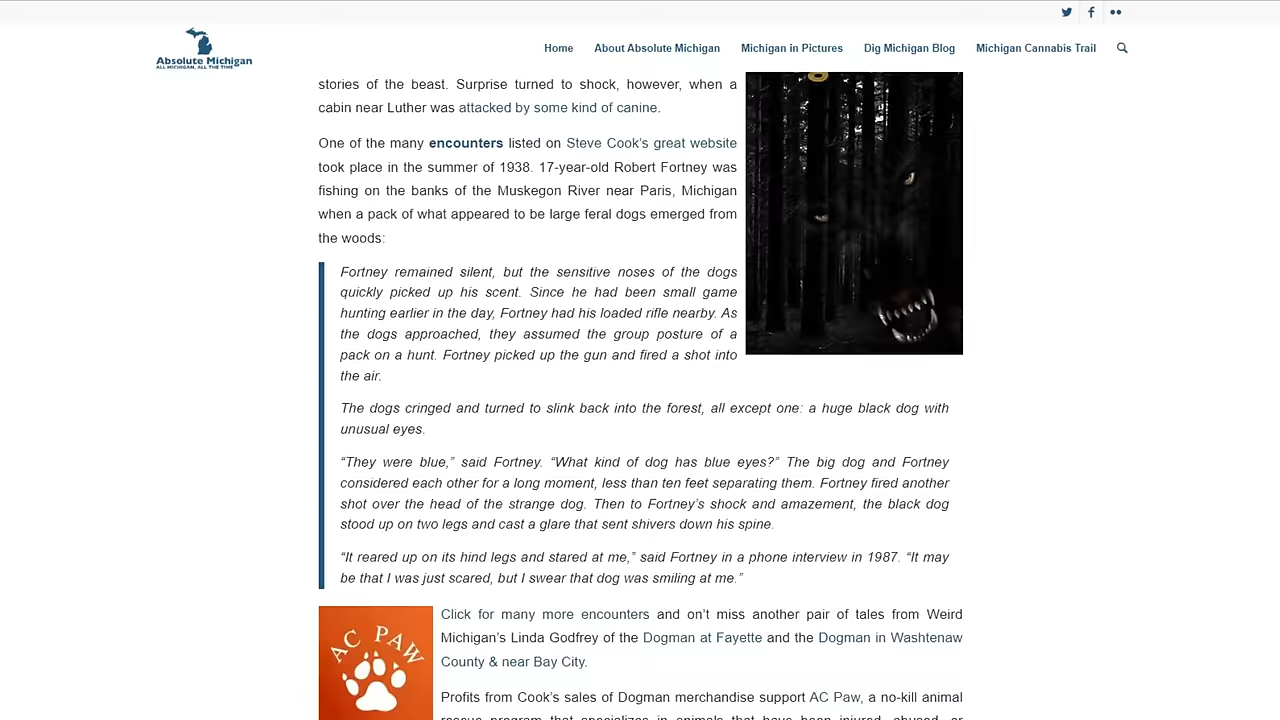 Absolute Michigan
ALL MICHIGAN, ALL THE TIME
Home
About Absolute Michigan
Michigan in Pictures
Dig Michigan Blog
Michigan Cannabis Trail
stories of the beast. Surprise turned to shock, however, when a
cabin near Luther was attacked by some kind of canine.
One of the many encounters listed on Steve Cook’s great website
took place in the summer of 1938. 17-year-old Robert Fortney was
fishing on the banks of the Muskegon River near Paris, Michigan
when a pack of what appeared to be large feral dogs emerged from
the woods:
Fortney remained silent, but the sensitive noses of the dogs
quickly picked up his scent. Since he had been small game
hunting earlier in the day, Fortney had his loaded rifle nearby. As
the dogs approached, they assumed the group posture of a
pack on a hunt. Fortney picked up the gun and fired a shot into
the air.
The dogs cringed and turned to slink back into the forest, all except one: a huge black dog with
unusual eyes.
“They were blue,” said Fortney. “What kind of dog has blue eyes?” The big dog and Fortney
considered each other for a long moment, less than ten feet separating them. Fortney fired another
shot over the head of the strange dog. Then to Fortney’s shock and amazement, the black dog
stood up on two legs and cast a glare that sent shivers down his spine.
“It reared up on its hind legs and stared at me,” said Fortney in a phone interview in 1987. “It may
be that I was just scared, but I swear that dog was smiling at me.”
AC PAW
Click for many more encounters and on’t miss another pair of tales from Weird
Michigan’s Linda Godfrey of the Dogman at Fayette and the Dogman in Washtenaw
County & near Bay City.
Profits from Cook’s sales of Dogman merchandise support AC Paw, a no-kill animal
rescue program that specializes in animals that have been injured, abused, or